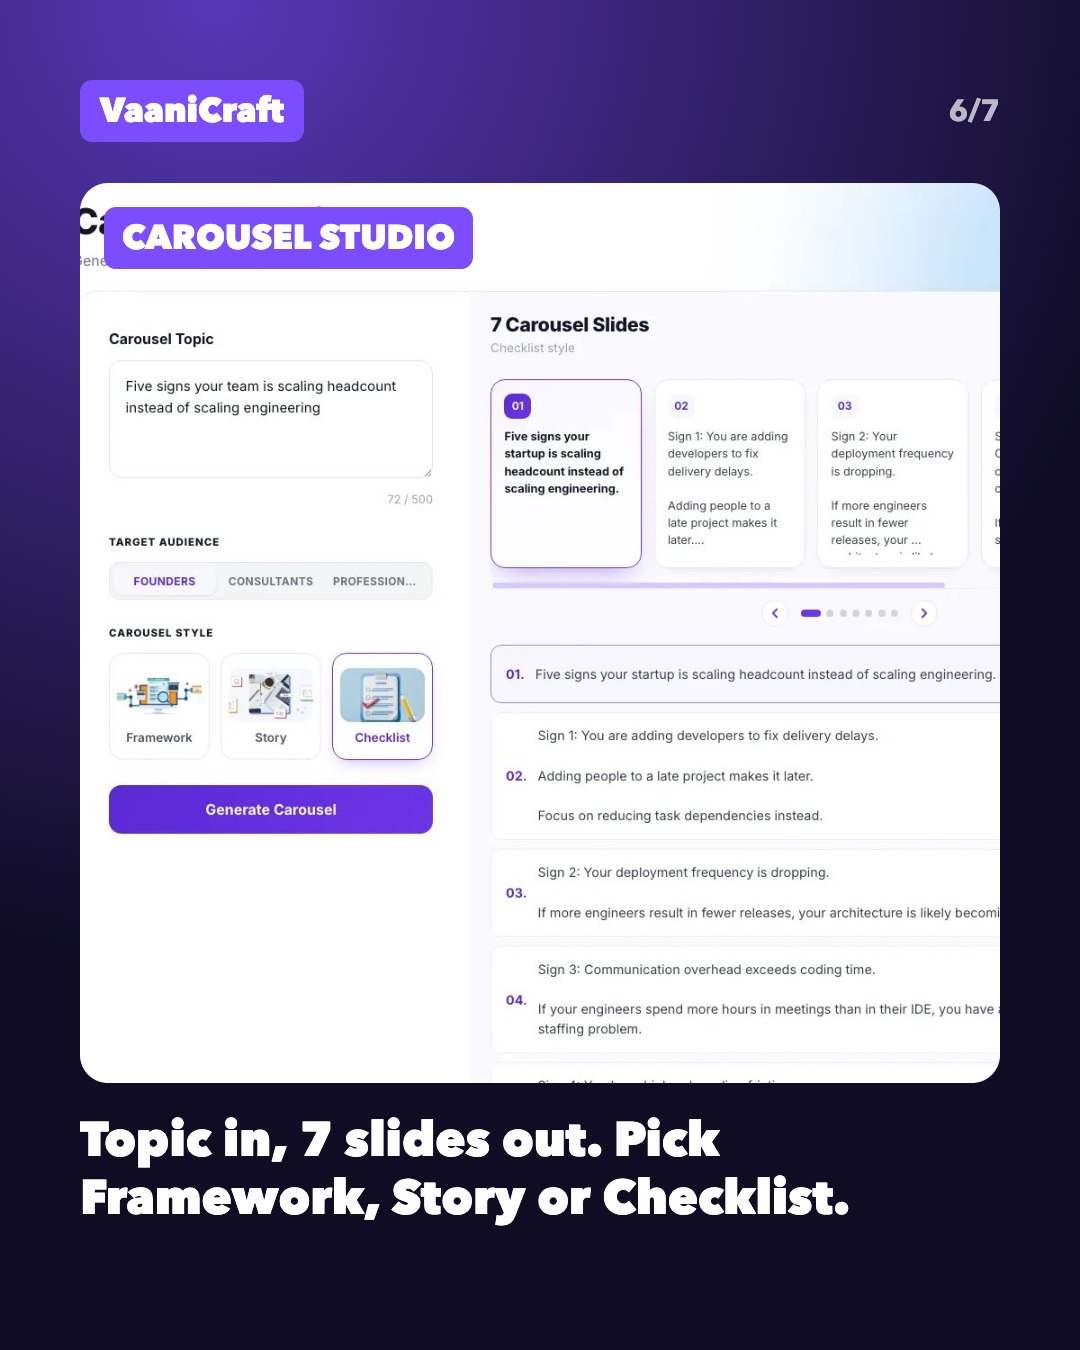 VaaniCraft
6/7
CAROUSEL STUDIO
Carousel Topic
Five signs your team is scaling headcount
instead of scaling engineering
72 / 500
TARGET AUDIENCE
FOUNDERS
CONSULTANTS
PROFESSION...
CAROUSEL STYLE
Framework
Story
Checklist
Generate Carousel
7 Carousel Slides
Checklist style
01
Five signs your
startup is scaling
headcount instead of
scaling engineering.
02
Sign 1: You are adding
developers to fix
delivery delays.
Adding people to a
late project makes it
later....
03
Sign 2: Your
deployment frequency
is dropping.
If more engineers
result in fewer
releases, your ...
01. Five signs your startup is scaling headcount instead of scaling engineering.
02.
Sign 1: You are adding developers to fix delivery delays.
Adding people to a late project makes it later.
Focus on reducing task dependencies instead.
03.
Sign 2: Your deployment frequency is dropping.
If more engineers result in fewer releases, your architecture is likely becomi
04.
Sign 3: Communication overhead exceeds coding time.
If your engineers spend more hours in meetings than in their IDE, you have
staffing problem.
Topic in, 7 slides out. Pick
Framework, Story or Checklist.